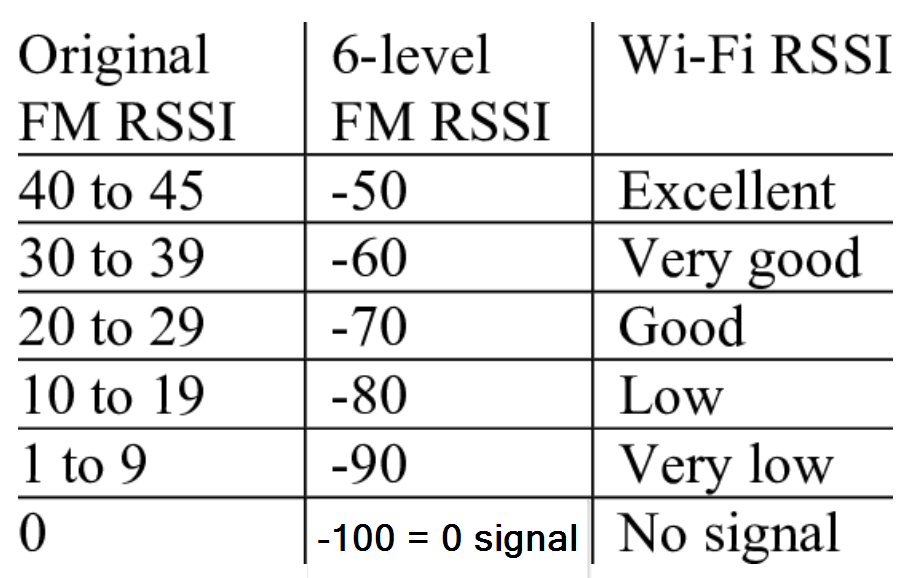 Original 6-level Wi-Fi RSSI
FM RSSI FM RSSI
40 to 45 -50 Excellent
30 to 39 -60 Very good
20 to 29 -70 Good
10 to 19 -80 Low
1 to 9 -90 Very low
0 -100 = 0 signal No signal